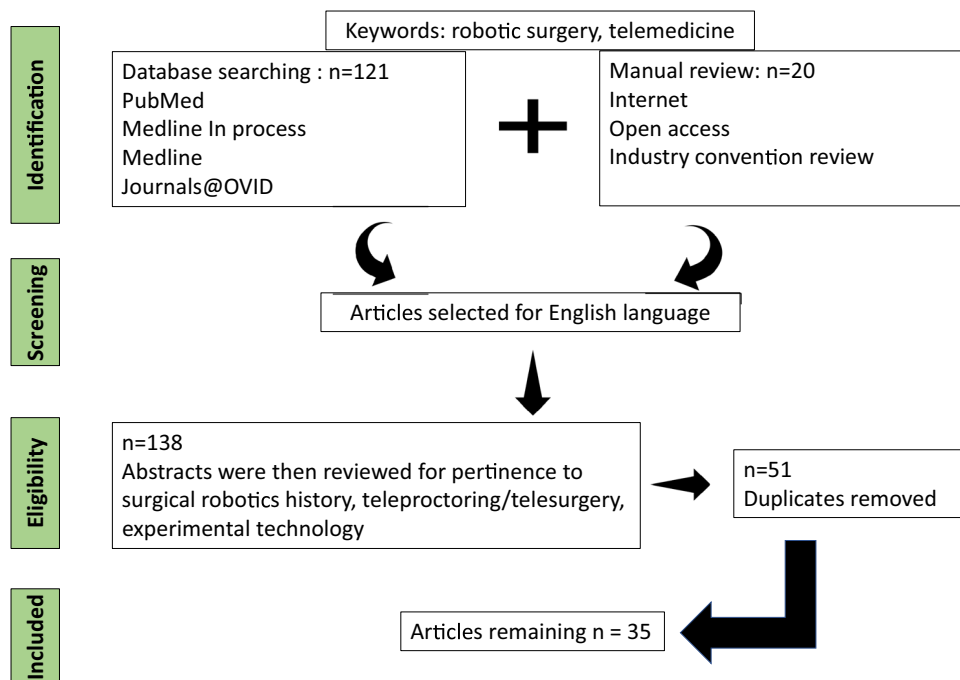 Identification
Keywords: robotic surgery, telemedicine
Database searching : n=121
PubMed
Medline In process
Medline
Journals@OVID
Manual review: n=20
Internet
Open access
Industry convention review
Screening
Articles selected for English language
Eligibility
n=138
Abstracts were then reviewed for pertinence to
surgical robotics history, teleproctoring/telesurgery,
experimental technology
n=51
Duplicates removed
Included
Articles remaining n = 35